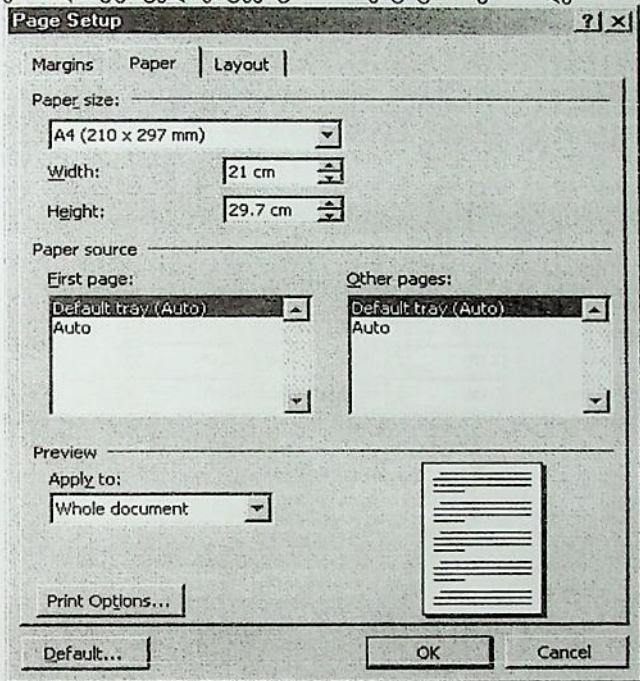 Page Setup
Margins Paper Layout
Paper size:
A4 (210 x 297 mm)
Width: 21 cm
Height: 29.7 cm
Paper source
First page: Other pages:
Default tray (Auto) Default tray (Auto)
Auto Auto
Preview
Apply to:
Whole document
Print Options...
Default... OK Cancel